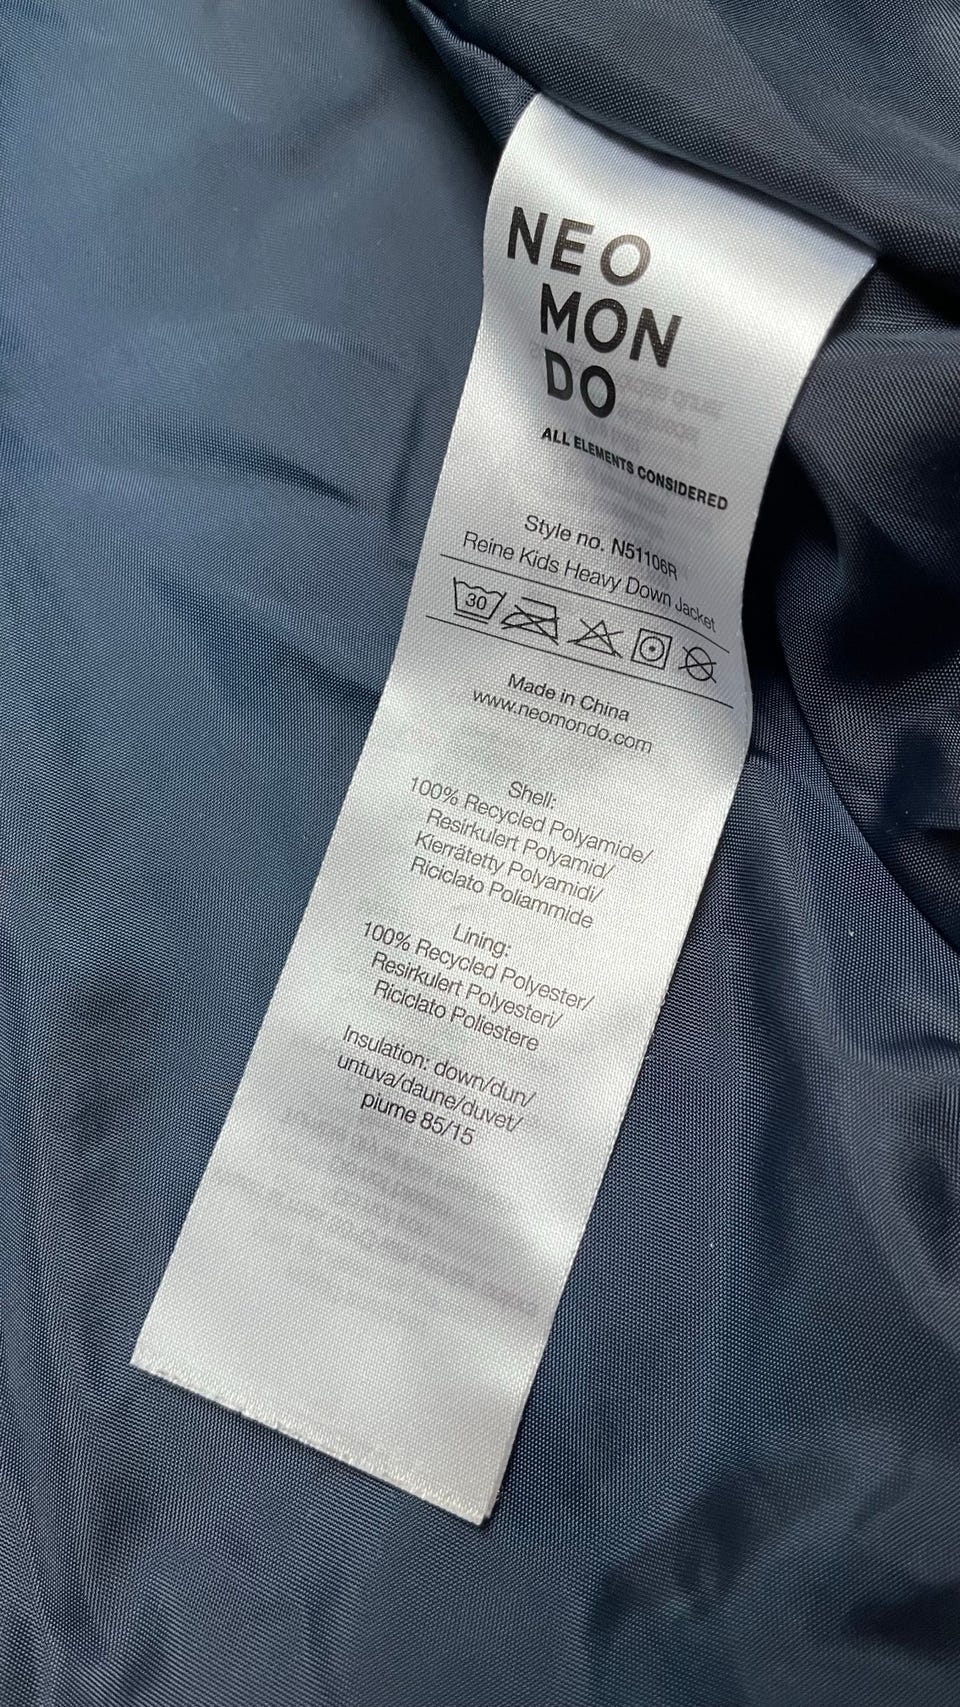 NEO
MON
DO
ALL ELEMENTS CONSIDERED
Style no. N51106R
Reine Kids Heavy Down Jacket
30
Made in China
www.neomondo.com
Shell:
100% Recycled Polyamide/
Resirkulert Polyamid/
Kierrätetty Polyamidi/
Riciclato Poliammide
Lining:
100% Recycled Polyester/
Resirkulert Polyesteri/
Riciclato Poliestere
Insulation: down/dun/
untuva/daune/duvet/
piume 85/15